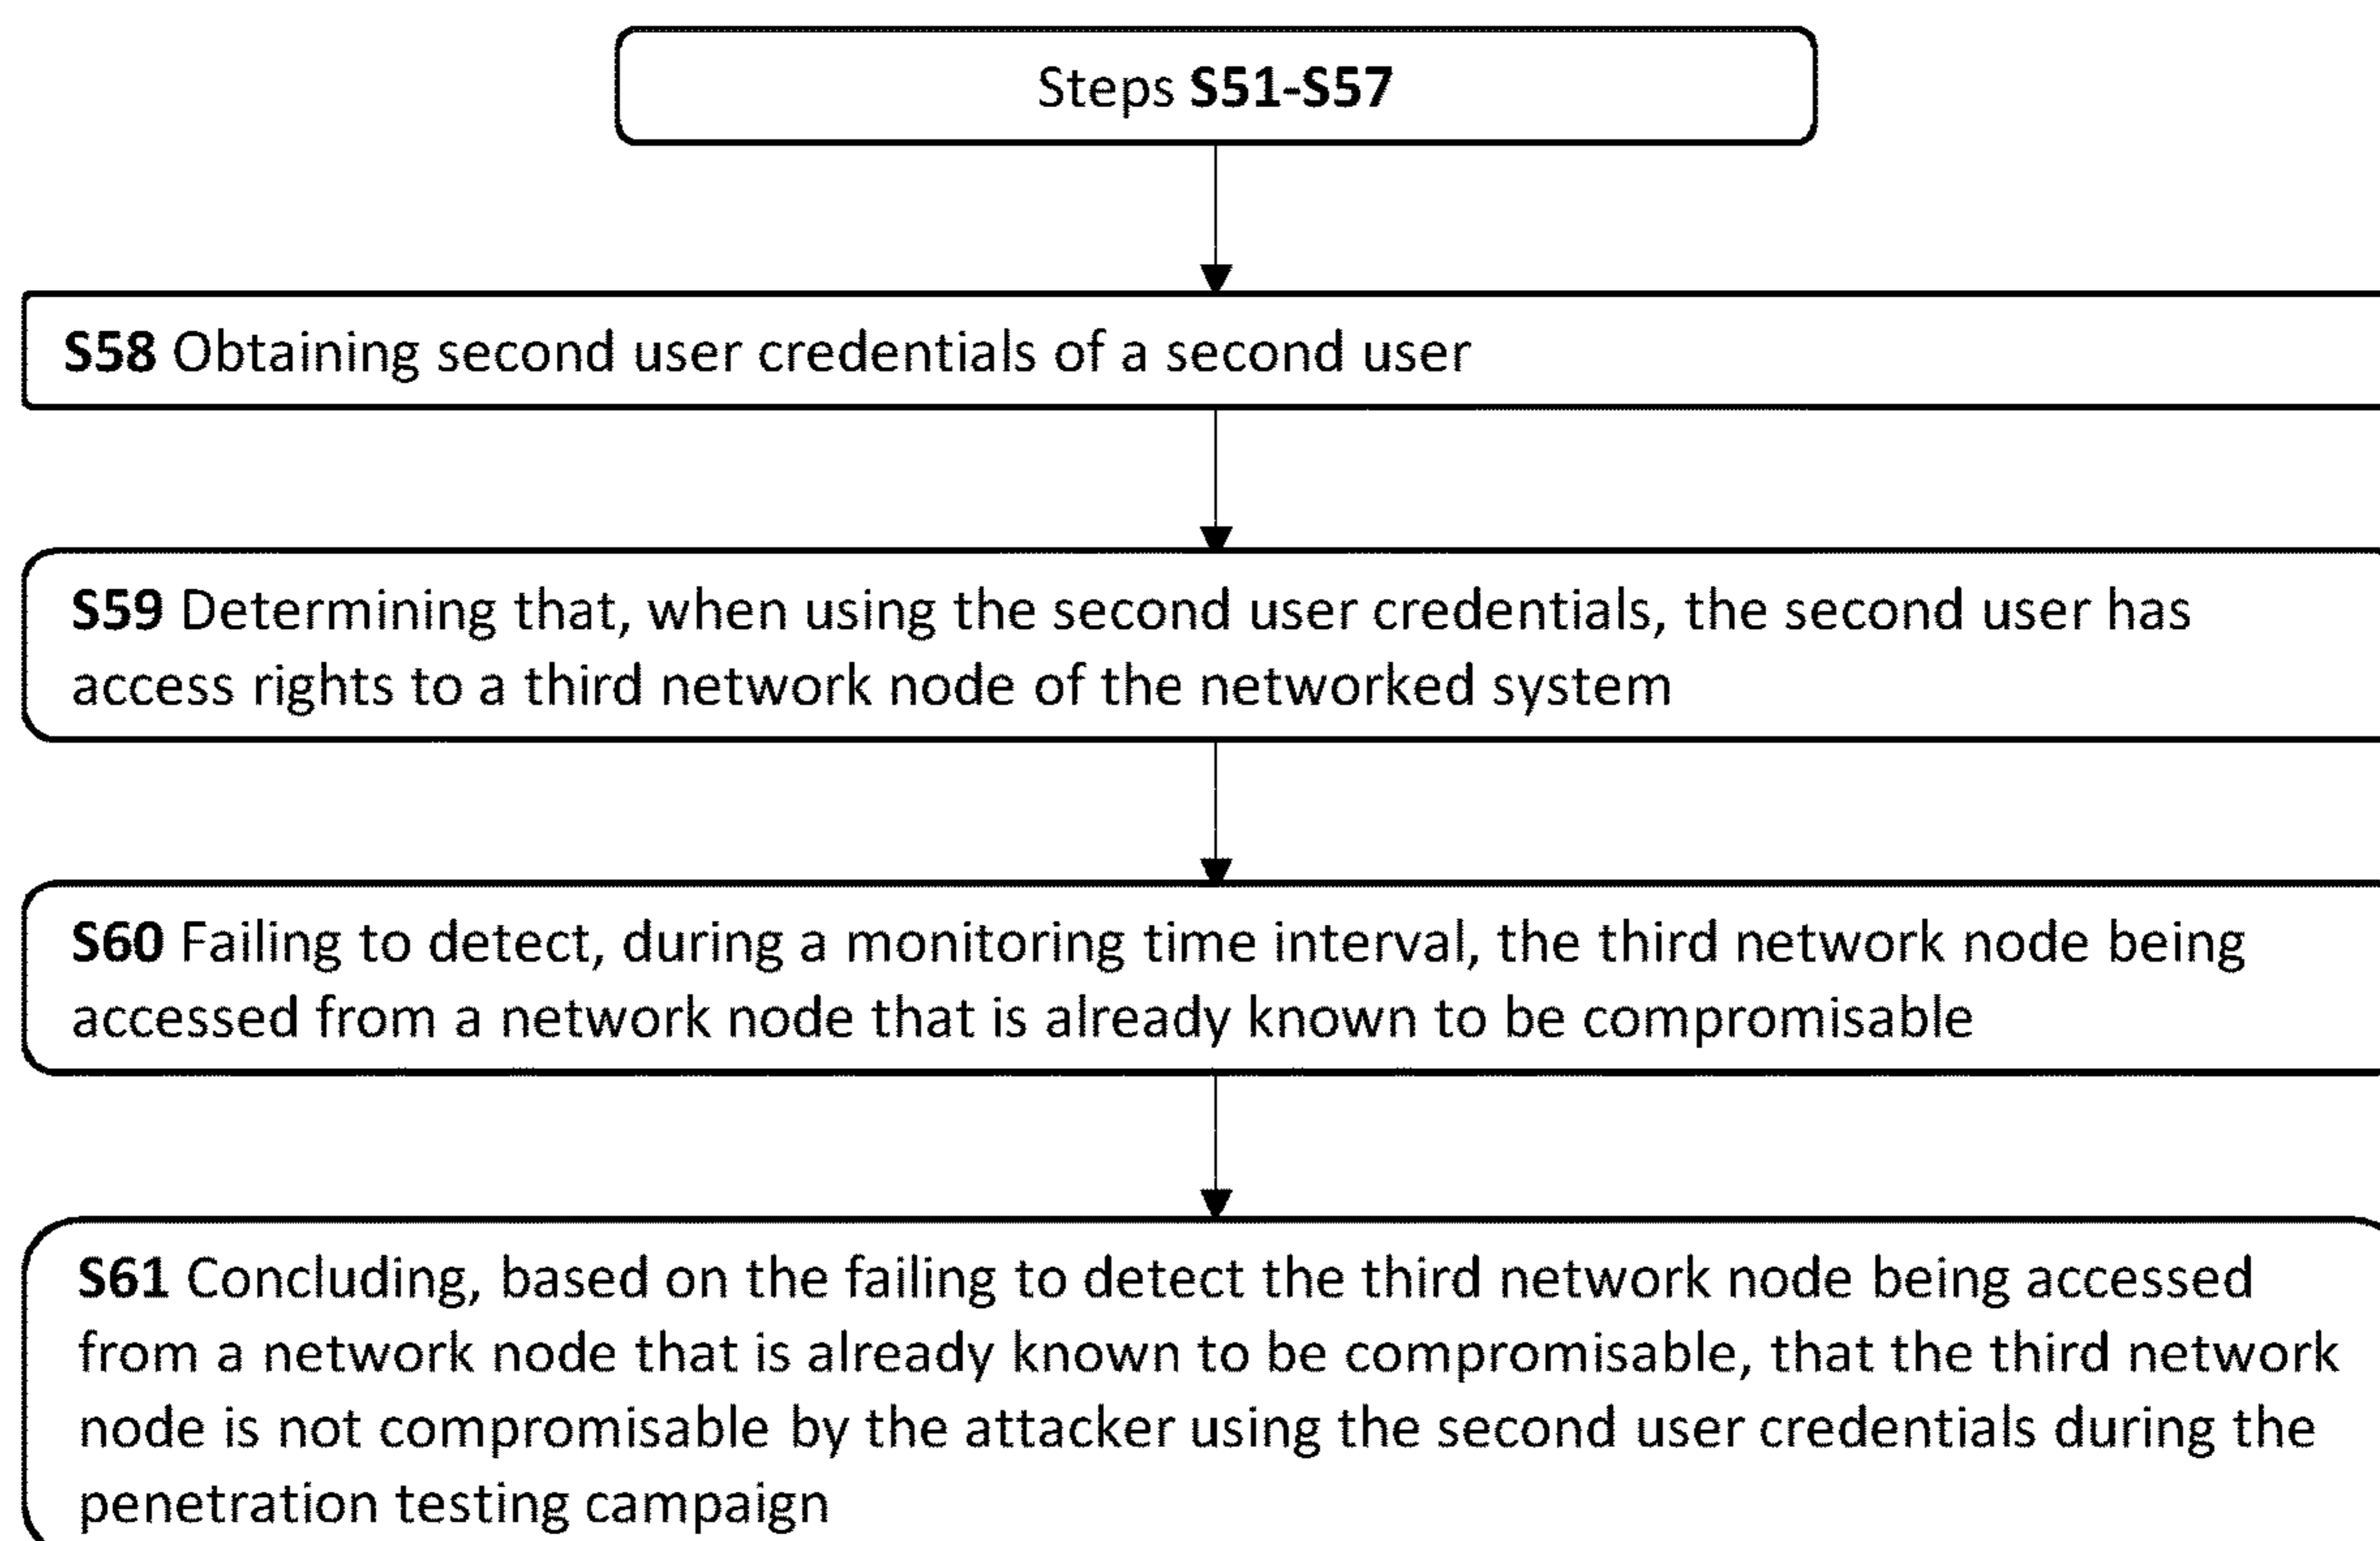 Steps S51-S57
S58 Obtaining second user credentials of a second user
S59 Determining that, when using the second user credentials, the second user has
access rights to a third network node of the networked system
S60 Failing to detect, during a monitoring time interval, the third network node being
accessed from a network node that is already known to be compromisable
S61 Concluding, based on the failing to detect the third network node being accessed
from a network node that is already known to be compromisable, that the third network
node is not compromisable by the attacker using the second user credentials during the
penetration testing campaign